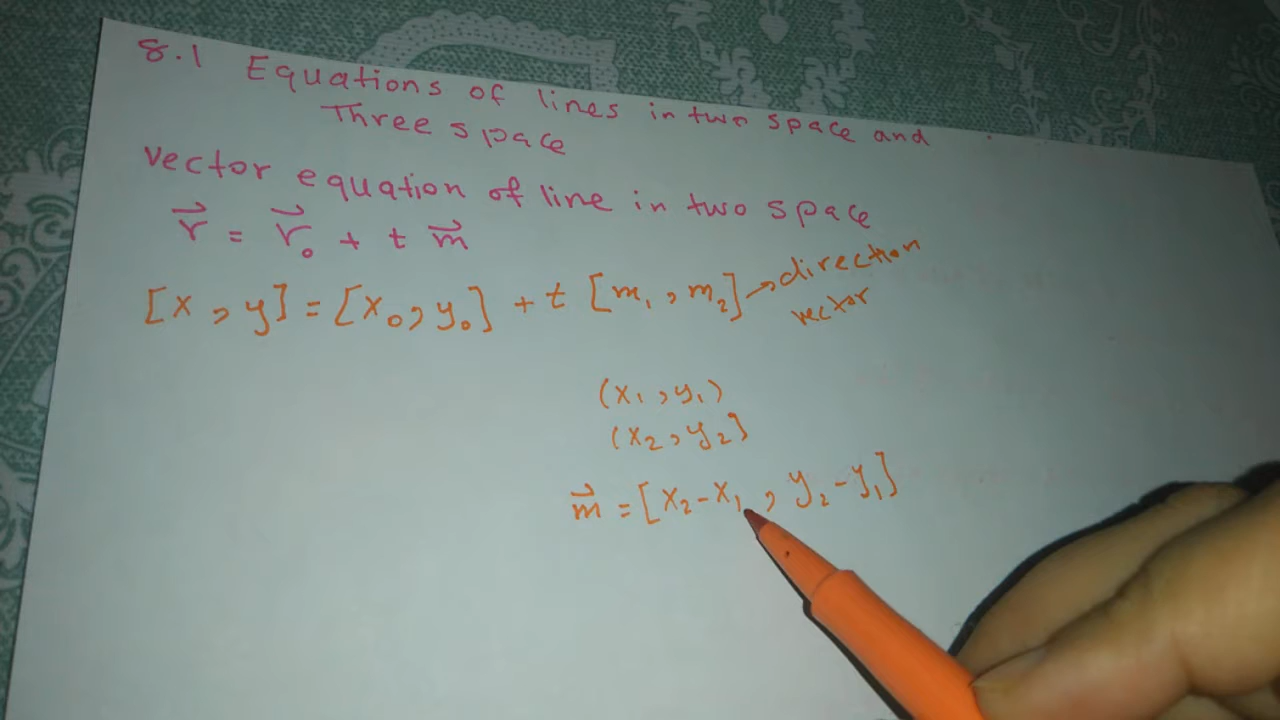 8.1 Equations of lines in two space and
Three space
vector equation of line in two space
r⃗ = r⃗₀ + t m⃗
[x, y] = [x₀, y₀] + t [m₁, m₂] → direction
vector
(x₁, y₁)
(x₂, y₂]
m⃗ = [x₂-x₁, y₂-y₁]